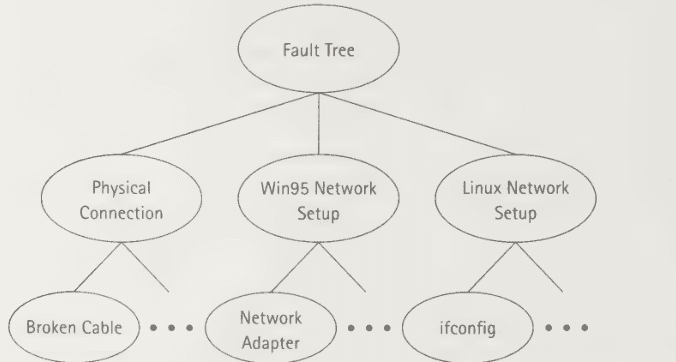 Fault Tree
Physical
Connection
Win95 Network
Setup
Linux Network
Setup
Broken Cable
Network
Adapter
ifconfig